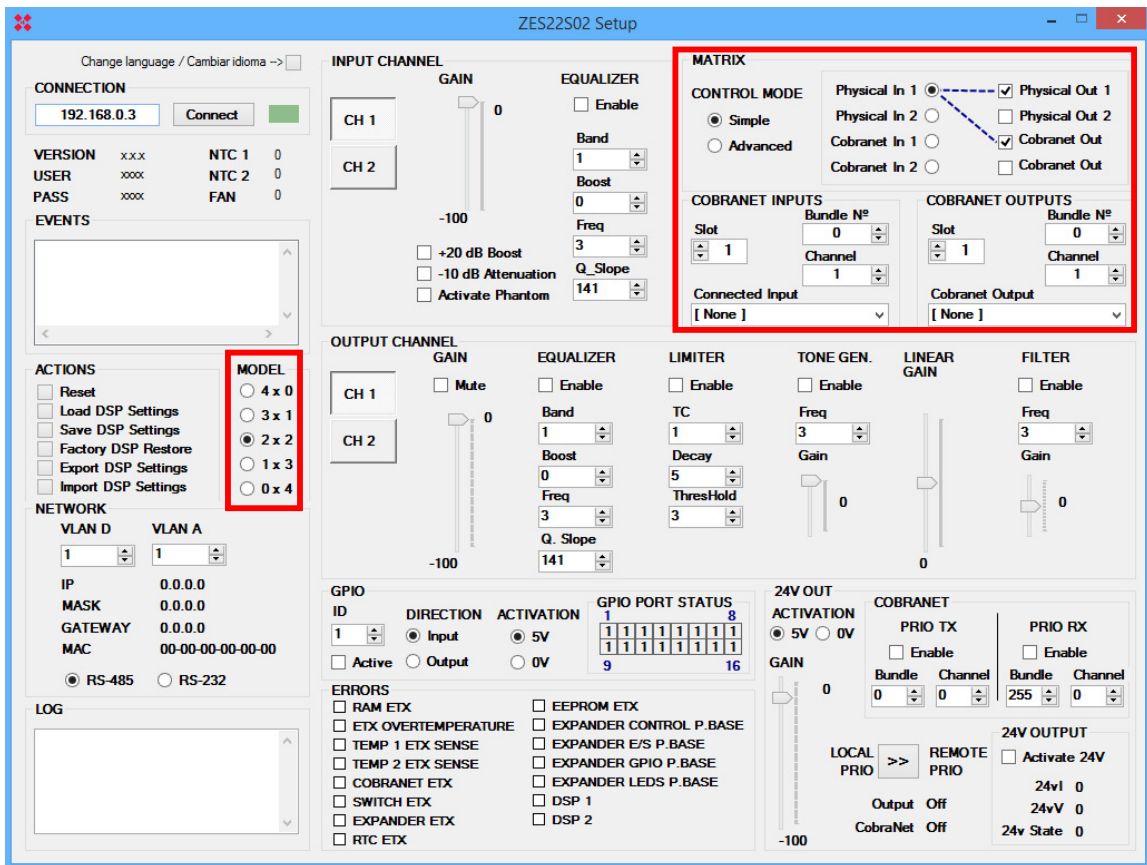 ZES22S02 Setup
Change language / Cambiar idioma -->
CONNECTION
192.168.0.3 Connect
VERSION x.x.x NTC 1 0
USER xxxx NTC 2 0
PASS xxxx FAN 0
EVENTS
ACTIONS
Reset
Load DSP Settings
Save DSP Settings
Factory DSP Restore
Export DSP Settings
Import DSP Settings
MODEL
4 x 0
3 x 1
2 x 2
1 x 3
0 x 4
NETWORK
VLAN D VLAN A
1 1
IP 0.0.0.0
MASK 0.0.0.0
GATEWAY 0.0.0.0
MAC 00-00-00-00-00-00
RS-485 RS-232
LOG
INPUT CHANNEL
CH 1
CH 2
GAIN
0
-100
+20 dB Boost
-10 dB Attenuation
Activate Phantom
EQUALIZER
Enable
Band
1
Boost
0
Freq
3
Q_Slope
141
MATRIX
CONTROL MODE
Simple
Advanced
Physical In 1 Physical Out 1
Physical In 2 Physical Out 2
Cobranet In 1 Cobranet Out
Cobranet In 2 Cobranet Out
COBRANET INPUTS
Bundle Nº
Slot 0
1 Channel
1
Connected Input
[ None ]
COBRANET OUTPUTS
Bundle Nº
Slot 0
1 Channel
1
Cobranet Output
[ None ]
OUTPUT CHANNEL
CH 1
CH 2
GAIN
Mute
0
-100
EQUALIZER
Enable
Band
1
Boost
0
Freq
3
Q. Slope
141
LIMITER
Enable
TC
1
Decay
5
ThresHold
3
TONE GEN.
Enable
Freq
3
Gain
0
LINEAR
GAIN
0
FILTER
Enable
Freq
3
Gain
0
GPIO
ID
1
Active
DIRECTION
Input
Output
ACTIVATION
5V
0V
GPIO PORT STATUS
1 8
1 1 1 1 1 1 1 1
1 1 1 1 1 1 1 1
9 16
ERRORS
RAM ETX
ETX OVERTEMPERATURE
TEMP 1 ETX SENSE
TEMP 2 ETX SENSE
COBRANET ETX
SWITCH ETX
EXPANDER ETX
RTC ETX
EEPROM ETX
EXPANDER CONTROL P.BASE
EXPANDER E/S P.BASE
EXPANDER GPIO P.BASE
EXPANDER LEDS P.BASE
DSP 1
DSP 2
24V OUT
ACTIVATION
5V 0V
GAIN
0
-100
COBRANET
PRIO TX
Enable
Bundle Channel
0 0
PRIO RX
Enable
Bundle Channel
255 0
LOCAL PRIO >> REMOTE PRIO
Output Off
CobraNet Off
24V OUTPUT
Activate 24V
24vI 0
24vV 0
24v State 0